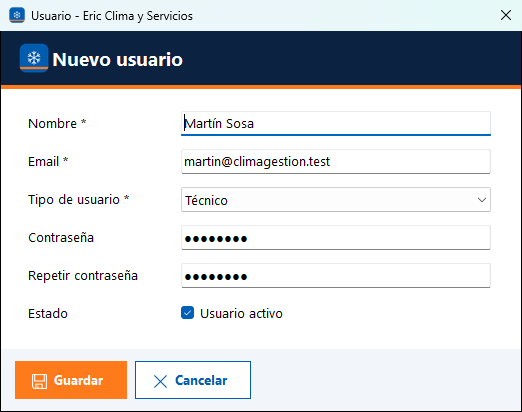 Usuario - Eric Clima y Servicios
Nuevo usuario
Nombre * Martín Sosa
Email * martin@climagestion.test
Tipo de usuario * Técnico
Contraseña ●●●●●●●●
Repetir contraseña ●●●●●●●●
Estado Usuario activo
Guardar Cancelar